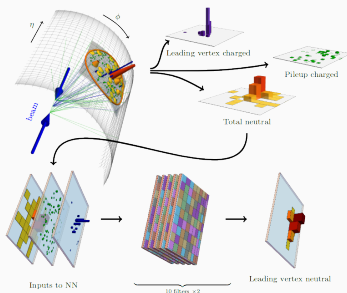 η
ϕ
Leading vertex charged
Pileup charged
beam
Total neutral
Inputs to NN
10 filters ×2
Leading vertex neutral